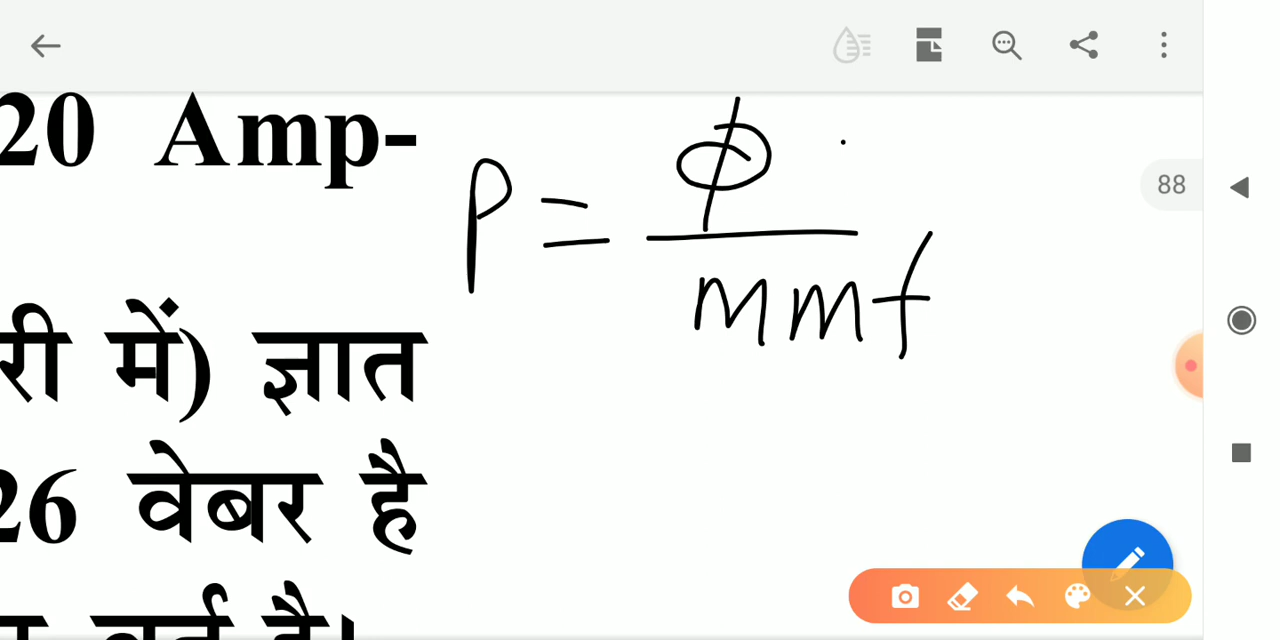 20 Amp-
P = φ / mmf
88
री में) ज्ञात
26 वेबर है